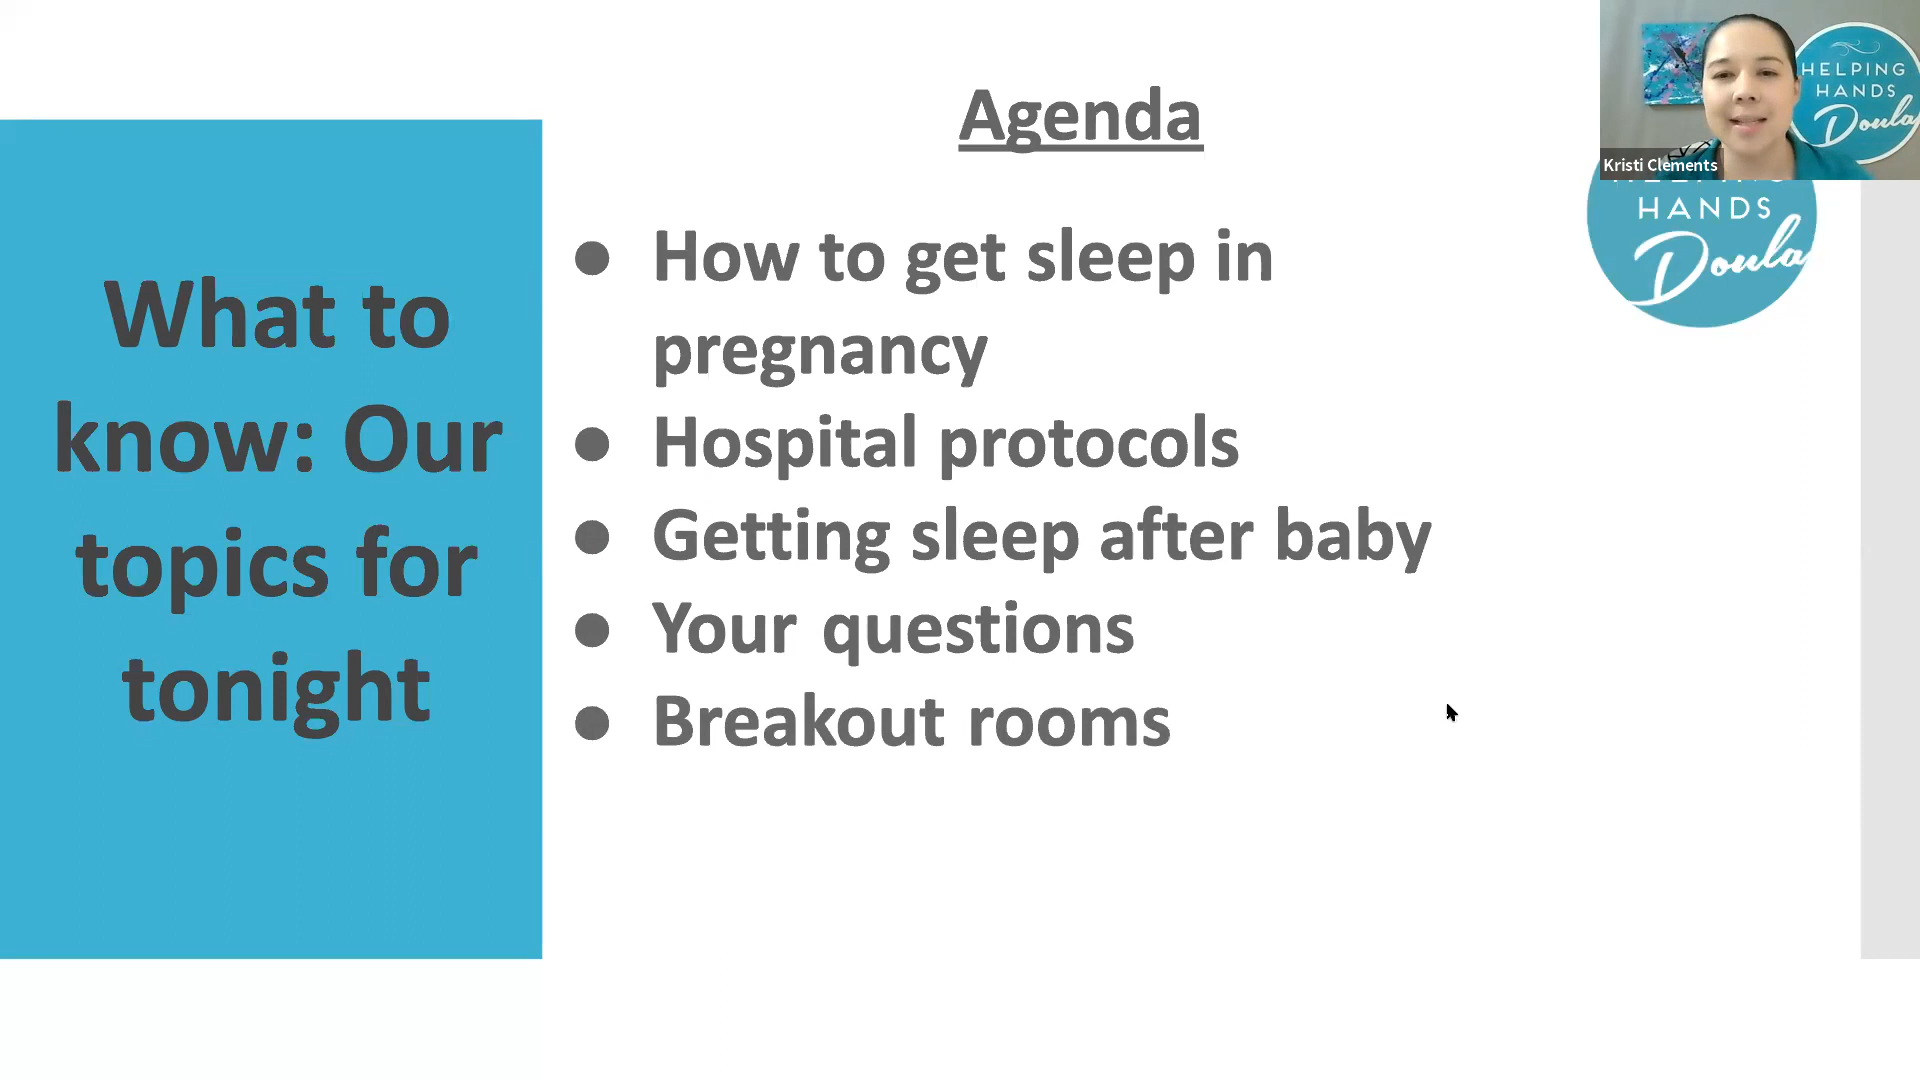 Agenda
What to
know: Our
topics for
tonight
● How to get sleep in
pregnancy
● Hospital protocols
● Getting sleep after baby
● Your questions
● Breakout rooms
HELPING
HANDS
Doula
Kristi Clements
HANDS
Doula